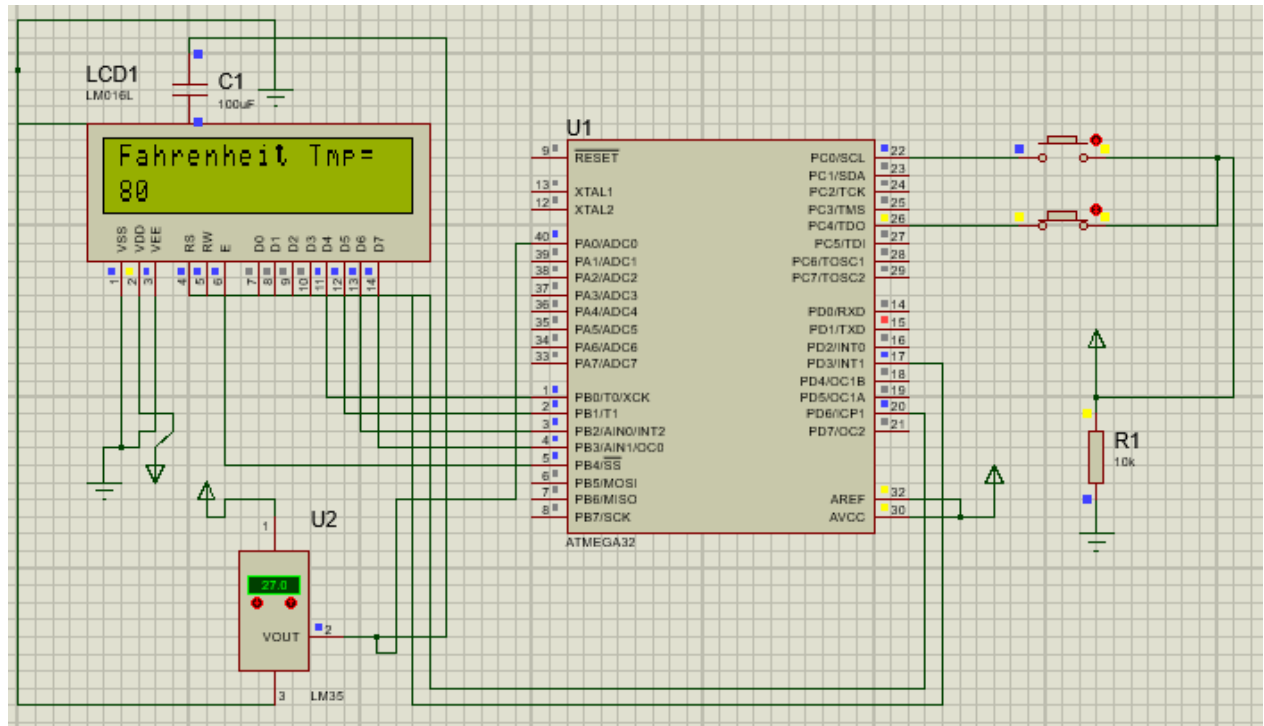 LCD1
LM016L
C1
100uF
Fahrenheit Tmp=
80
VSS
VDD
VEE
RS
RW
E
D0
D1
D2
D3
D4
D5
D6
D7
1
2
3
4
5
6
7
8
9
10
11
12
13
14
U1
9 RESET
13 XTAL1
12 XTAL2
40 PA0/ADC0
39 PA1/ADC1
38 PA2/ADC2
37 PA3/ADC3
36 PA4/ADC4
35 PA5/ADC5
34 PA6/ADC6
33 PA7/ADC7
1 PB0/T0/XCK
2 PB1/T1
3 PB2/AIN0/INT2
4 PB3/AIN1/OC0
5 PB4/SS
6 PB5/MOSI
7 PB6/MISO
8 PB7/SCK
PC0/SCL 22
PC1/SDA 23
PC2/TCK 24
PC3/TMS 25
PC4/TDO 26
PC5/TDI 27
PC6/TOSC1 28
PC7/TOSC2 29
PD0/RXD 14
PD1/TXD 15
PD2/INT0 16
PD3/INT1 17
PD4/OC1B 18
PD5/OC1A 19
PD6/ICP1 20
PD7/OC2 21
AREF 32
AVCC 30
ATMEGA32
R1
10k
U2
1
27.0
VOUT 2
3
LM35